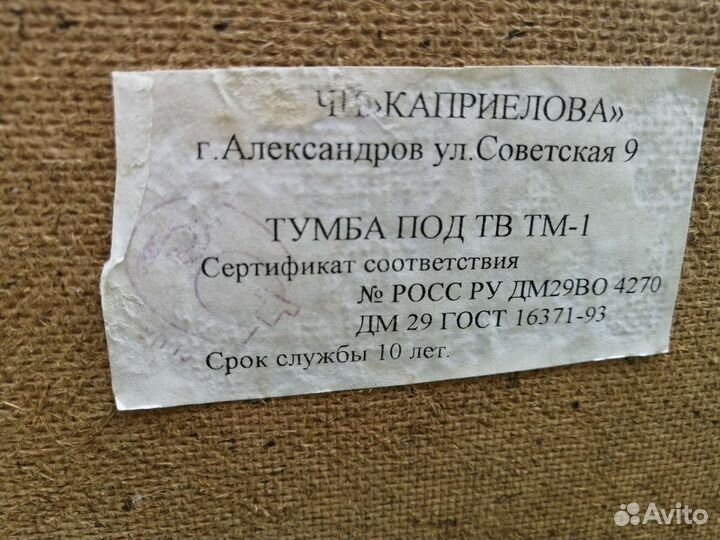 ЧП»КАПРИЕЛОВА»
г.Александров ул.Советская 9
ТУМБА ПОД ТВ ТМ-1
Сертификат соответствия
№ РОСС РУ ДМ29ВО 4270
ДМ 29 ГОСТ 16371-93
Срок службы 10 лет.
Avito